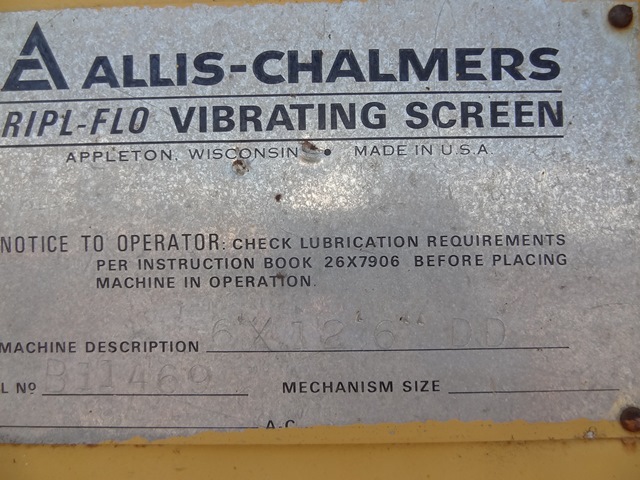 ALLIS-CHALMERS
RIPL-FLO VIBRATING SCREEN
APPLETON, WISCONSIN • MADE IN U.S.A.
NOTICE TO OPERATOR: CHECK LUBRICATION REQUIREMENTS
PER INSTRUCTION BOOK 26X7906 BEFORE PLACING
MACHINE IN OPERATION.
MACHINE DESCRIPTION 6'X12'6" DD
L Nº MECHANISM SIZE
A-C